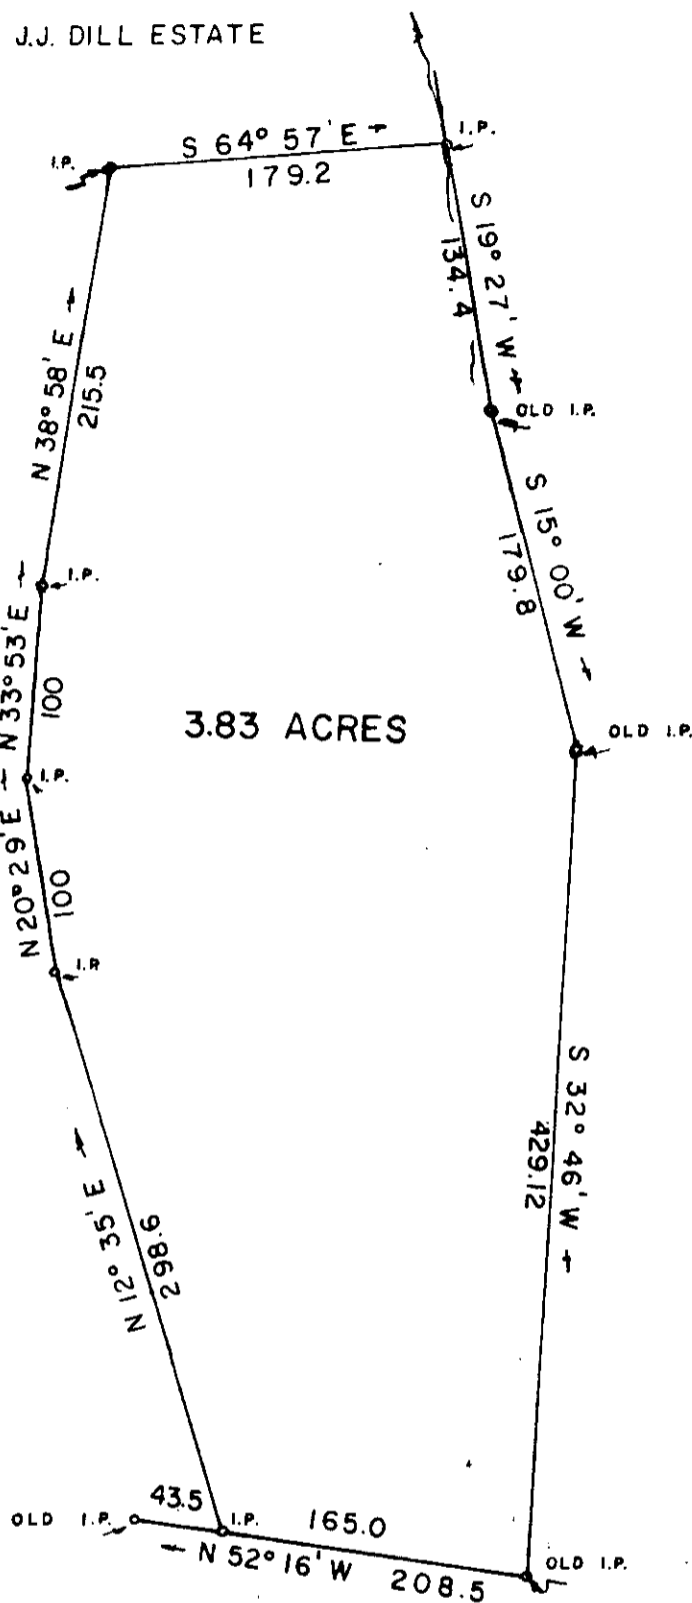 J.J. DILL ESTATE
S 64° 57' E
179.2
I.P.
I.P.
S 19° 27' W
134.4
OLD I.P.
N 38° 58' E
215.5
S 15° 00' W
179.8
I.P.
N 33° 53' E
100
3.83 ACRES
OLD I.P.
I.P.
N 20° 29' E
100
I.P.
S 32° 46' W
429.12
N 12° 35' E
298.6
43.5
I.P.
165.0
OLD I.P.
N 52° 16' W
208.5
OLD I.P.